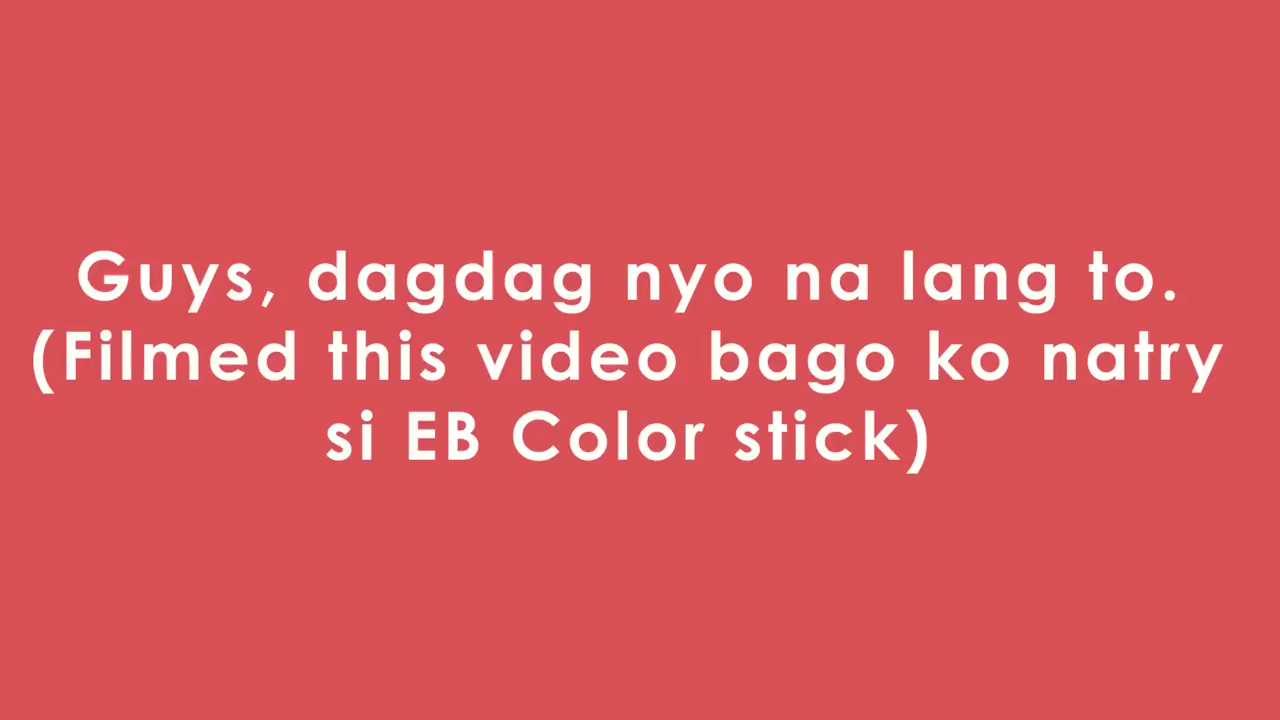 Guys, dagdag nyo na lang to.
(Filmed this video bago ko natry
si EB Color stick)